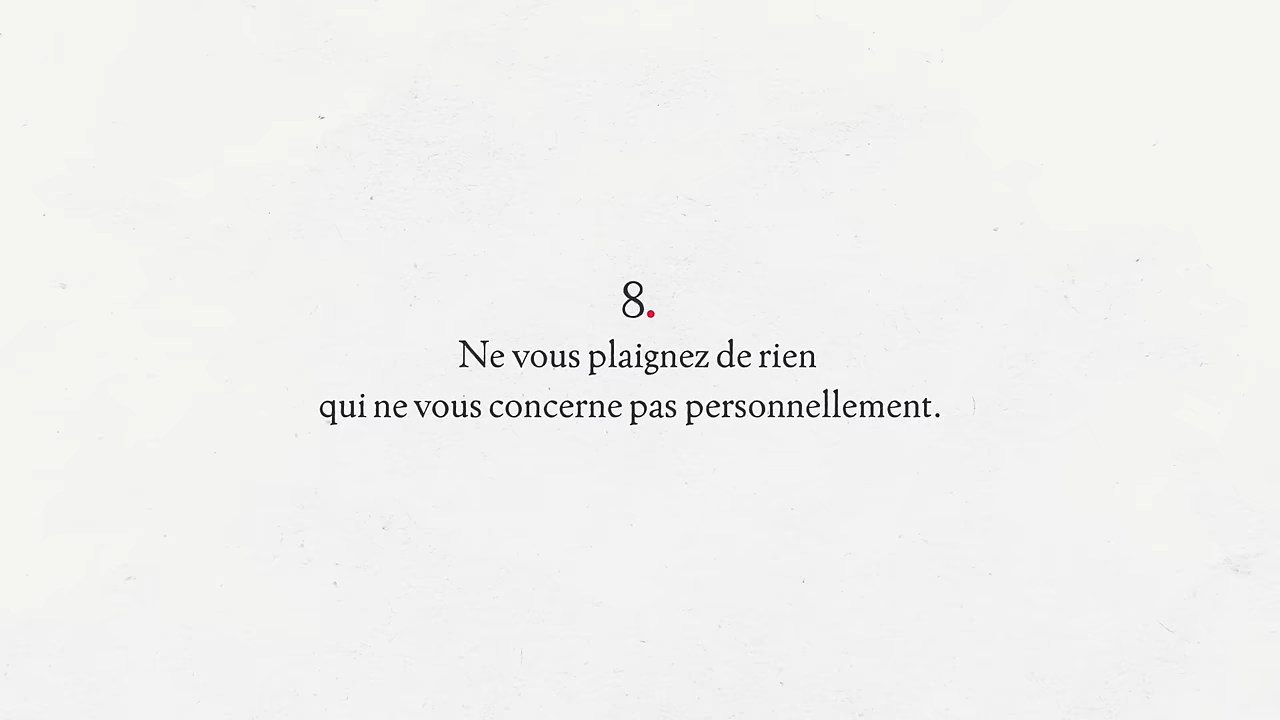 8.
Ne vous plaignez de rien
qui ne vous concerne pas personnellement.